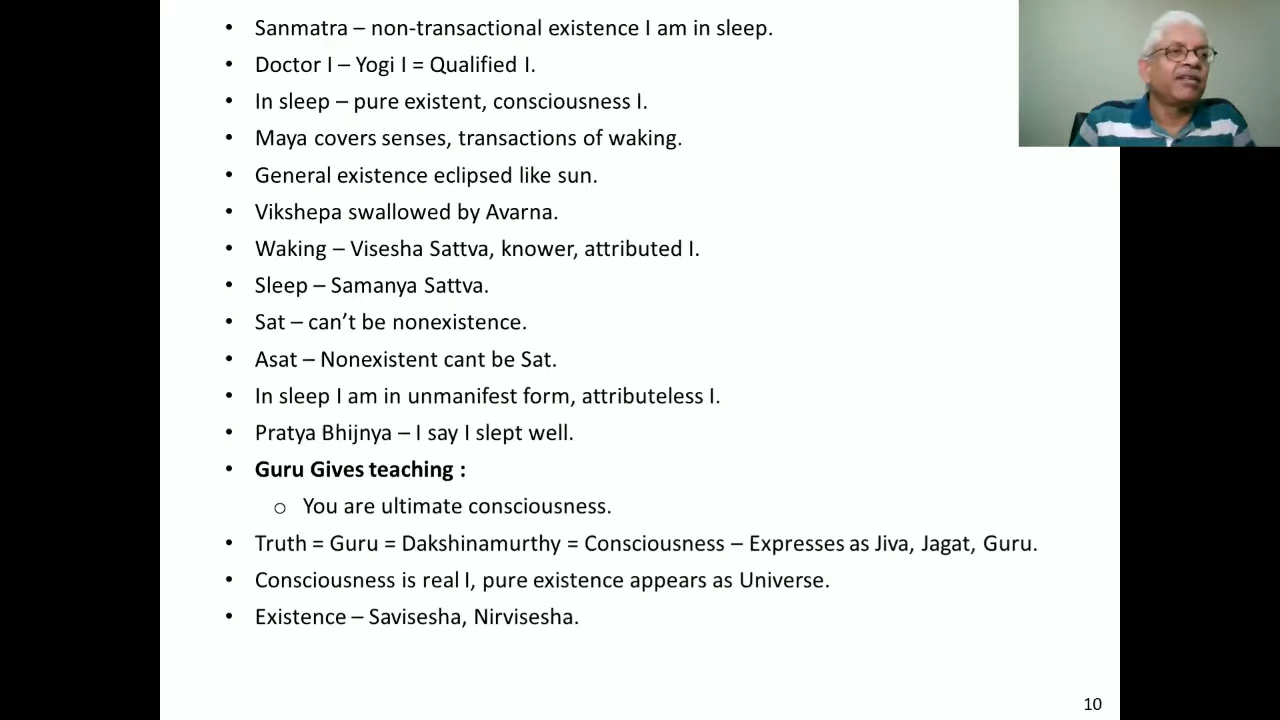 • Sanmatra – non-transactional existence I am in sleep.
• Doctor I – Yogi I = Qualified I.
• In sleep – pure existent, consciousness I.
• Maya covers senses, transactions of waking.
• General existence eclipsed like sun.
• Vikshepa swallowed by Avarna.
• Waking – Visesha Sattva, knower, attributed I.
• Sleep – Samanya Sattva.
• Sat – can’t be nonexistence.
• Asat – Nonexistent cant be Sat.
• In sleep I am in unmanifest form, attributeless I.
• Pratya Bhijnya – I say I slept well.
• Guru Gives teaching :
o You are ultimate consciousness.
• Truth = Guru = Dakshinamurthy = Consciousness – Expresses as Jiva, Jagat, Guru.
• Consciousness is real I, pure existence appears as Universe.
• Existence – Savisesha, Nirvisesha.
10